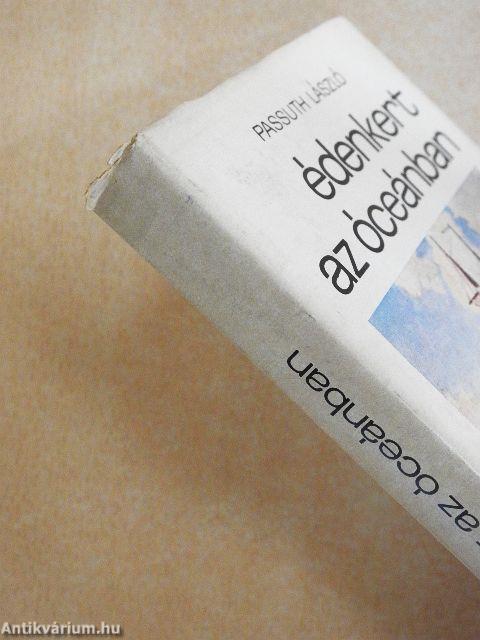 PASSUTH LÁSZLÓ
édenkert
az óceánban
az óceánban
Antikvárium.hu